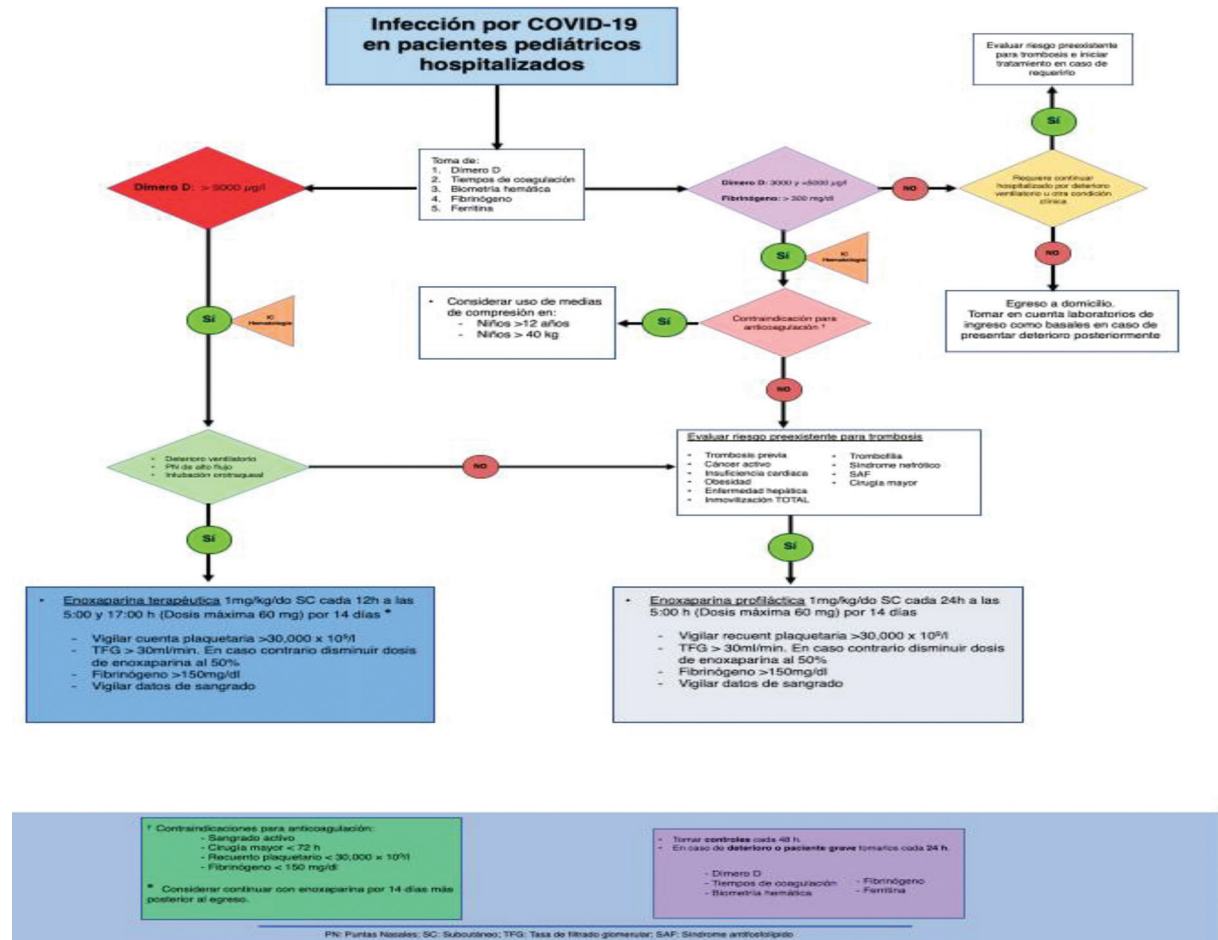 Infección por COVID-19
en pacientes pediátricos
hospitalizados
Evaluar riesgo preexistente
para trombosis e iniciar
tratamiento en caso de
requerirlo
Sí
Toma de:
1. Dímero D
2. Tiempos de coagulación
3. Biometría hemática
4. Fibrinógeno
5. Ferritina
Dímero D: > 5000 µg/l
Dímero D: 3000 y =5000 µg/l
Fibrinógeno: > 300 mg/dl
NO
Requiere continuar
hospitalizado por deterioro
ventilatorio u otra condición
clínica
Sí
IC
Hematología
NO
Sí
IC
Hematología
• Considerar uso de medias
de compresión en:
- Niños >12 años
- Niños > 40 kg
Sí
Contraindicación para
anticoagulación †
Egreso a domicilio.
Tomar en cuenta laboratorios de
ingreso como basales en caso de
presentar deterioro posteriormente
NO
• Deterioro ventilatorio
• PN de alto flujo
• Intubación orotraqueal
NO
Evaluar riesgo preexistente para trombosis
• Trombosis previa
• Cáncer activo
• Insuficiencia cardiaca
• Obesidad
• Enfermedad hepática
• Inmovilización TOTAL
• Trombofilia
• Síndrome nefrótico
• SAF
• Cirugía mayor
Sí
Sí
• Enoxaparina terapéutica 1mg/kg/do SC cada 12h a las
5:00 y 17:00 h (Dosis máxima 60 mg) por 14 días *
- Vigilar cuenta plaquetaria >30,000 x 10⁹/l
- TFG > 30ml/min. En caso contrario disminuir dosis
de enoxaparina al 50%
- Fibrinógeno >150mg/dl
- Vigilar datos de sangrado
• Enoxaparina profiláctica 1mg/kg/do SC cada 24h a las
5:00 h (Dosis máxima 60 mg) por 14 días
- Vigilar recuent plaquetaria >30,000 x 10⁹/l
- TFG > 30ml/min. En caso contrario disminuir dosis
de enoxaparina al 50%
- Fibrinógeno >150mg/dl
- Vigilar datos de sangrado
† Contraindicaciones para anticoagulación:
- Sangrado activo
- Cirugía mayor < 72 h
- Recuento plaquetario < 30,000 x 10⁹/l
- Fibrinógeno < 150 mg/dl
* Considerar continuar con enoxaparina por 14 días más
posterior al egreso.
- Tomar controles cada 48 h.
- En caso de deterioro o paciente grave tomarlos cada 24 h.
- Dímero D
- Tiempos de coagulación
- Biometría hemática
- Fibrinógeno
- Ferritina
PN: Puntas Nasales; SC: Subcutáneo; TFG: Tasa de filtrado glomerular; SAF: Síndrome antifosfolípido